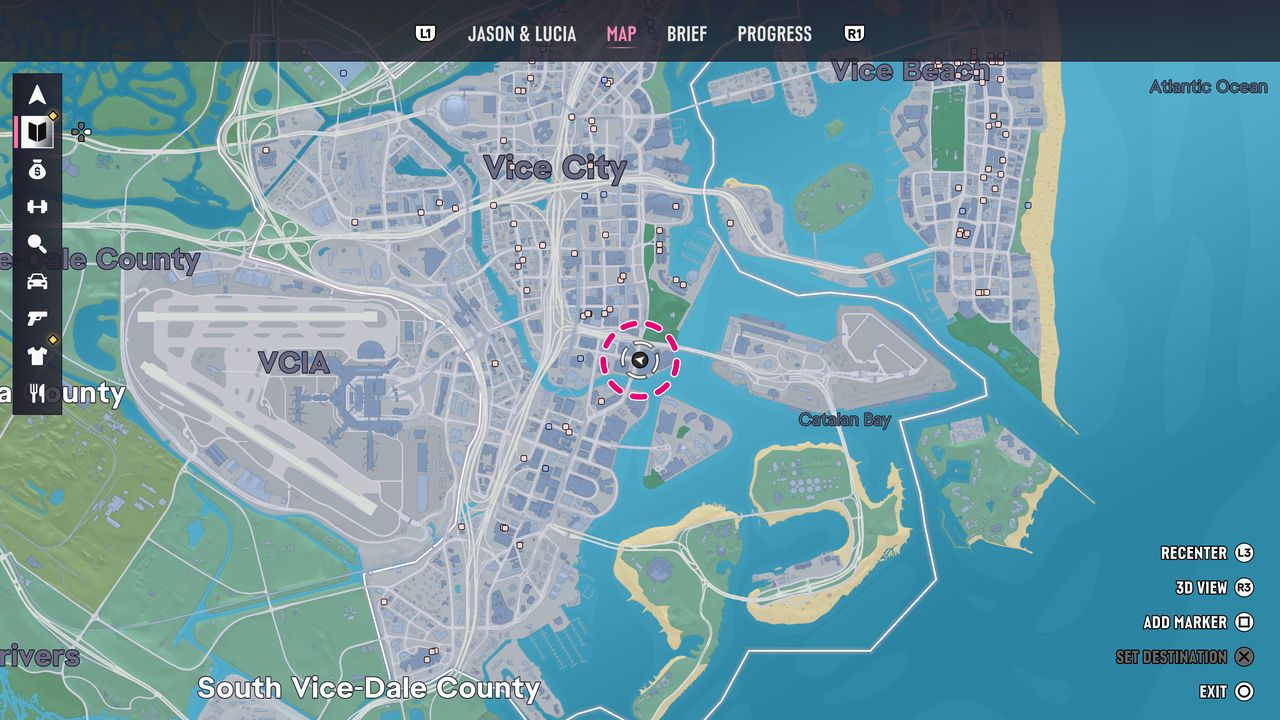 L1 JASON & LUCIA MAP BRIEF PROGRESS R1
Vice Beach
Atlantic Ocean
Vice City
e-Dale County
VCIA
a County
Catalan Bay
RECENTER L3
3D VIEW R3
ADD MARKER
SET DESTINATION
rivers
South Vice-Dale County
EXIT